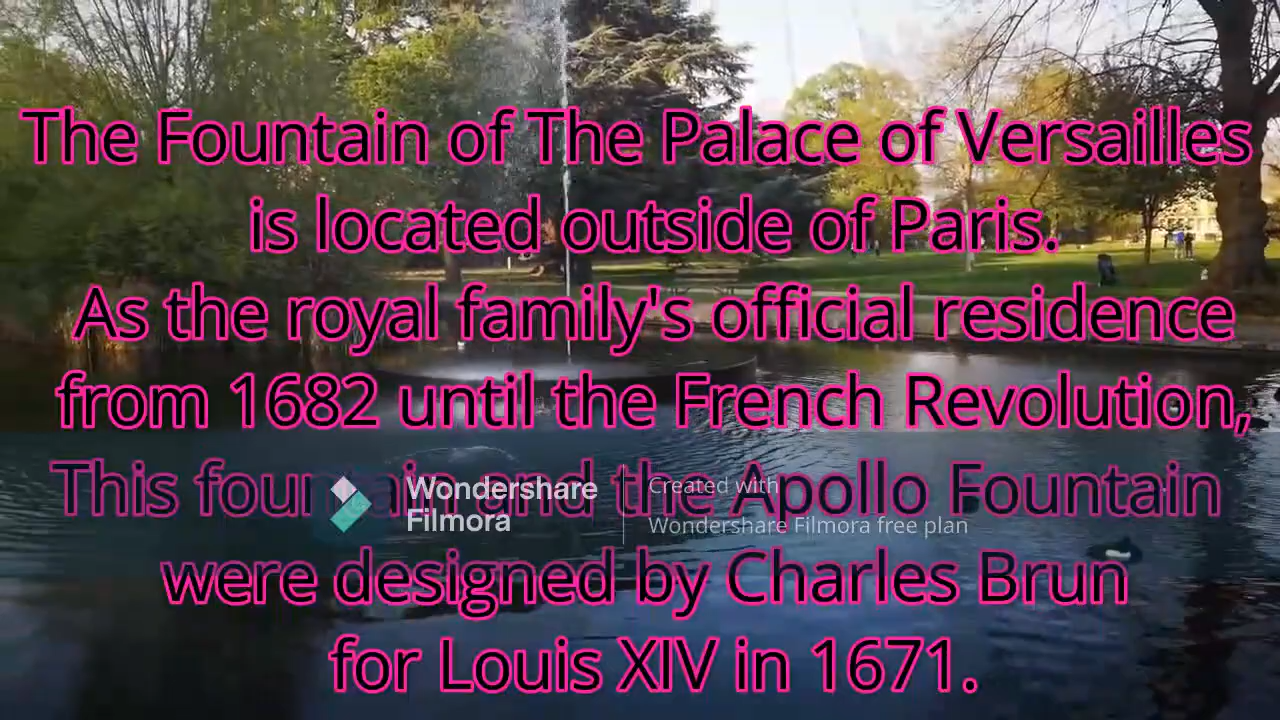 The Fountain of The Palace of Versailles
is located outside of Paris.
As the royal family's official residence
from 1682 until the French Revolution,
This fountain and the Apollo Fountain
Wondershare
Filmora
Created with
Wondershare Filmora free plan
were designed by Charles Brun
for Louis XIV in 1671.